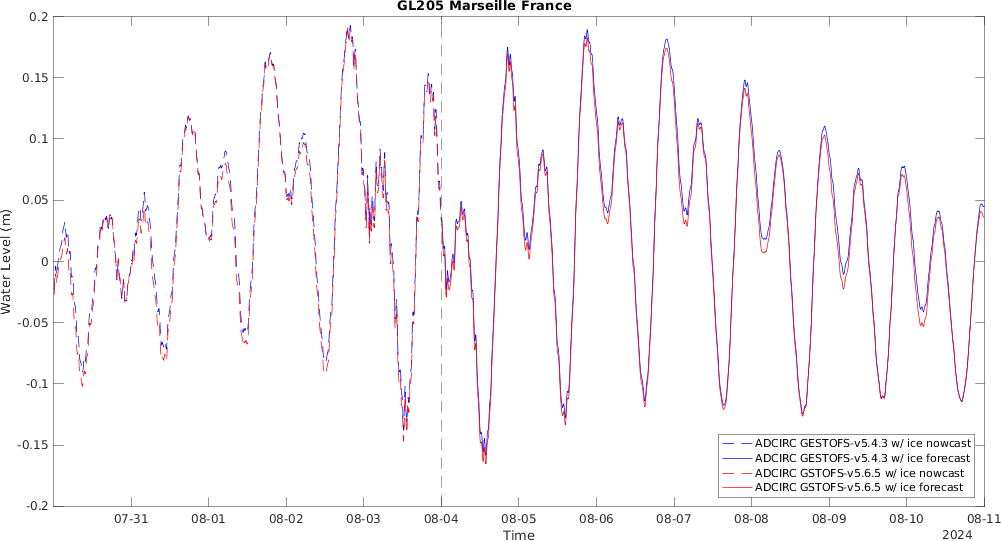 GL205 Marseille France
0.2
0.15
0.1
0.05
0
-0.05
-0.1
-0.15
-0.2
Water Level (m)
ADCIRC GESTOFS-v5.4.3 w/ ice nowcast
ADCIRC GESTOFS-v5.4.3 w/ ice forecast
ADCIRC GSTOFS-v5.6.5 w/ ice nowcast
ADCIRC GSTOFS-v5.6.5 w/ ice forecast
07-31 08-01 08-02 08-03 08-04 08-05 08-06 08-07 08-08 08-09 08-10 08-11
Time
2024